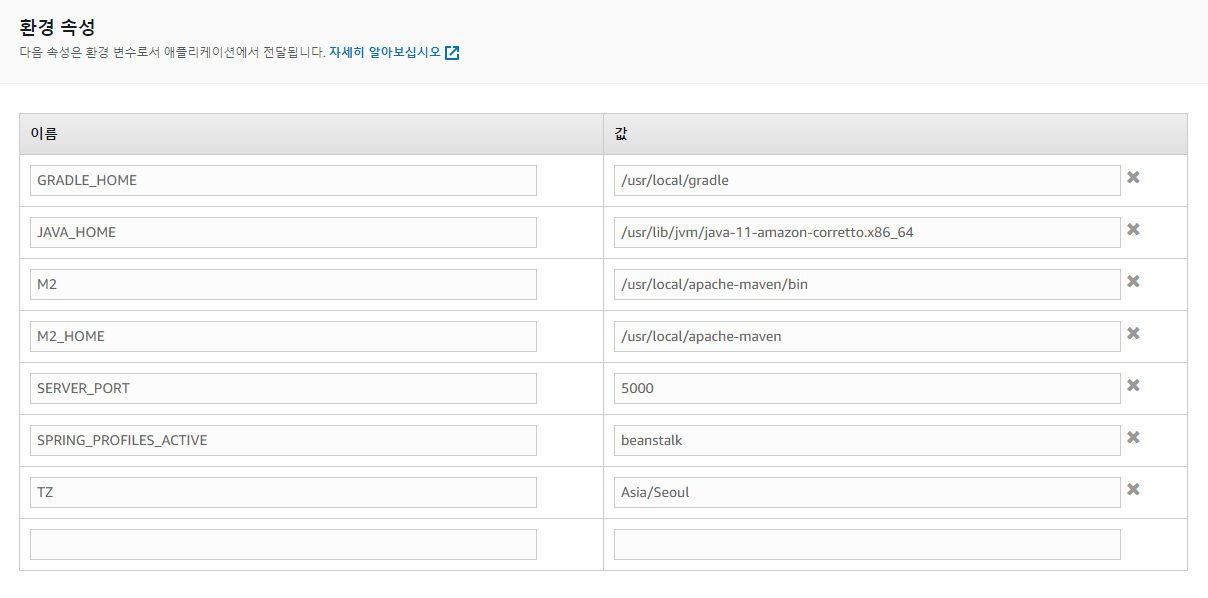 환경 속성
다음 속성은 환경 변수로서 애플리케이션에서 전달됩니다. 자세히 알아보십시오
이름 값
GRADLE_HOME /usr/local/gradle
JAVA_HOME /usr/lib/jvm/java-11-amazon-corretto.x86_64
M2 /usr/local/apache-maven/bin
M2_HOME /usr/local/apache-maven
SERVER_PORT 5000
SPRING_PROFILES_ACTIVE beanstalk
TZ Asia/Seoul